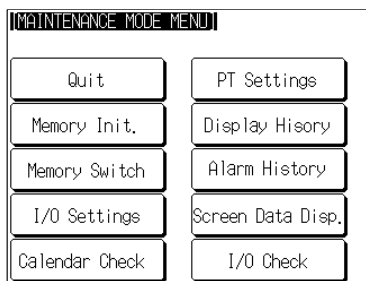 [MAINTENANCE MODE MENU]
Quit PT Settings
Memory Init. Display Hisory
Memory Switch Alarm History
I/O Settings Screen Data Disp.
Calendar Check I/O Check